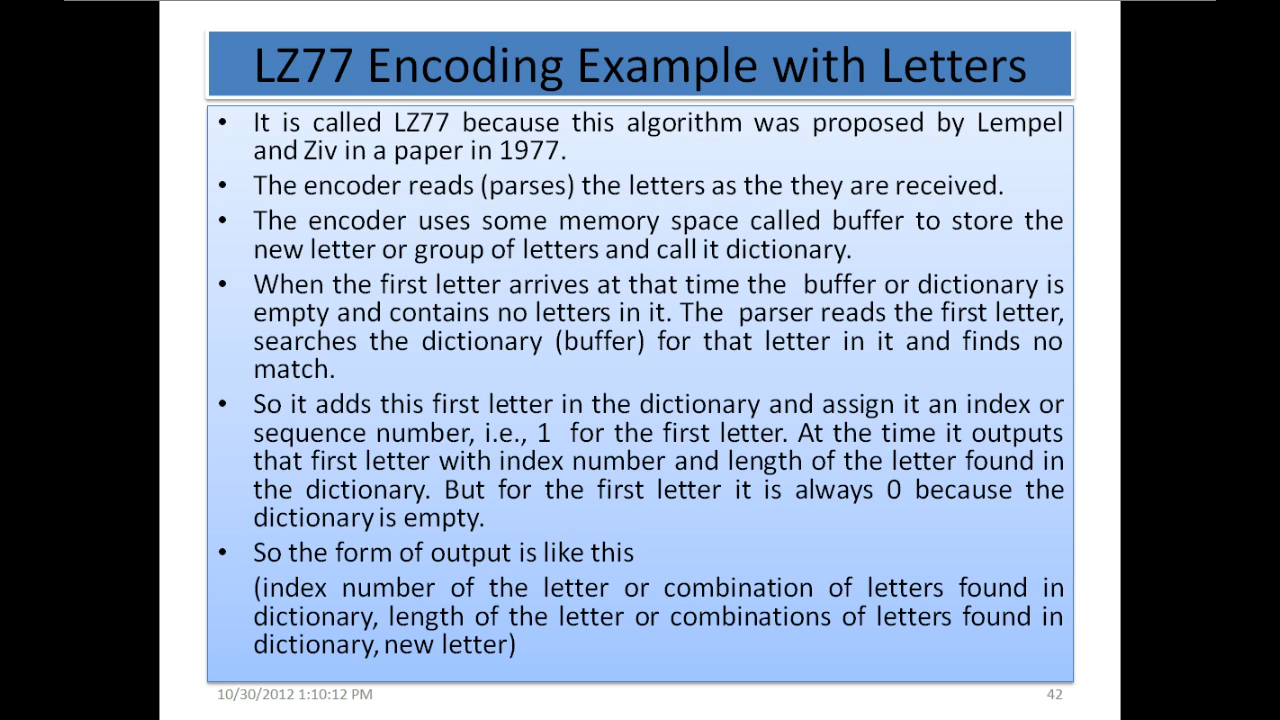 LZ77 Encoding Example with Letters
• It is called LZ77 because this algorithm was proposed by Lempel
and Ziv in a paper in 1977.
• The encoder reads (parses) the letters as the they are received.
• The encoder uses some memory space called buffer to store the
new letter or group of letters and call it dictionary.
• When the first letter arrives at that time the  buffer or dictionary is
empty and contains no letters in it. The  parser reads the first letter,
searches the dictionary (buffer) for that letter in it and finds no
match.
• So it adds this first letter in the dictionary and assign it an index or
sequence number, i.e., 1  for the first letter. At the time it outputs
that first letter with index number and length of the letter found in
the dictionary. But for the first letter it is always 0 because the
dictionary is empty.
• So the form of output is like this
(index number of the letter or combination of letters found in
dictionary, length of the letter or combinations of letters found in
dictionary, new letter)
10/30/2012 1:10:12 PM
42